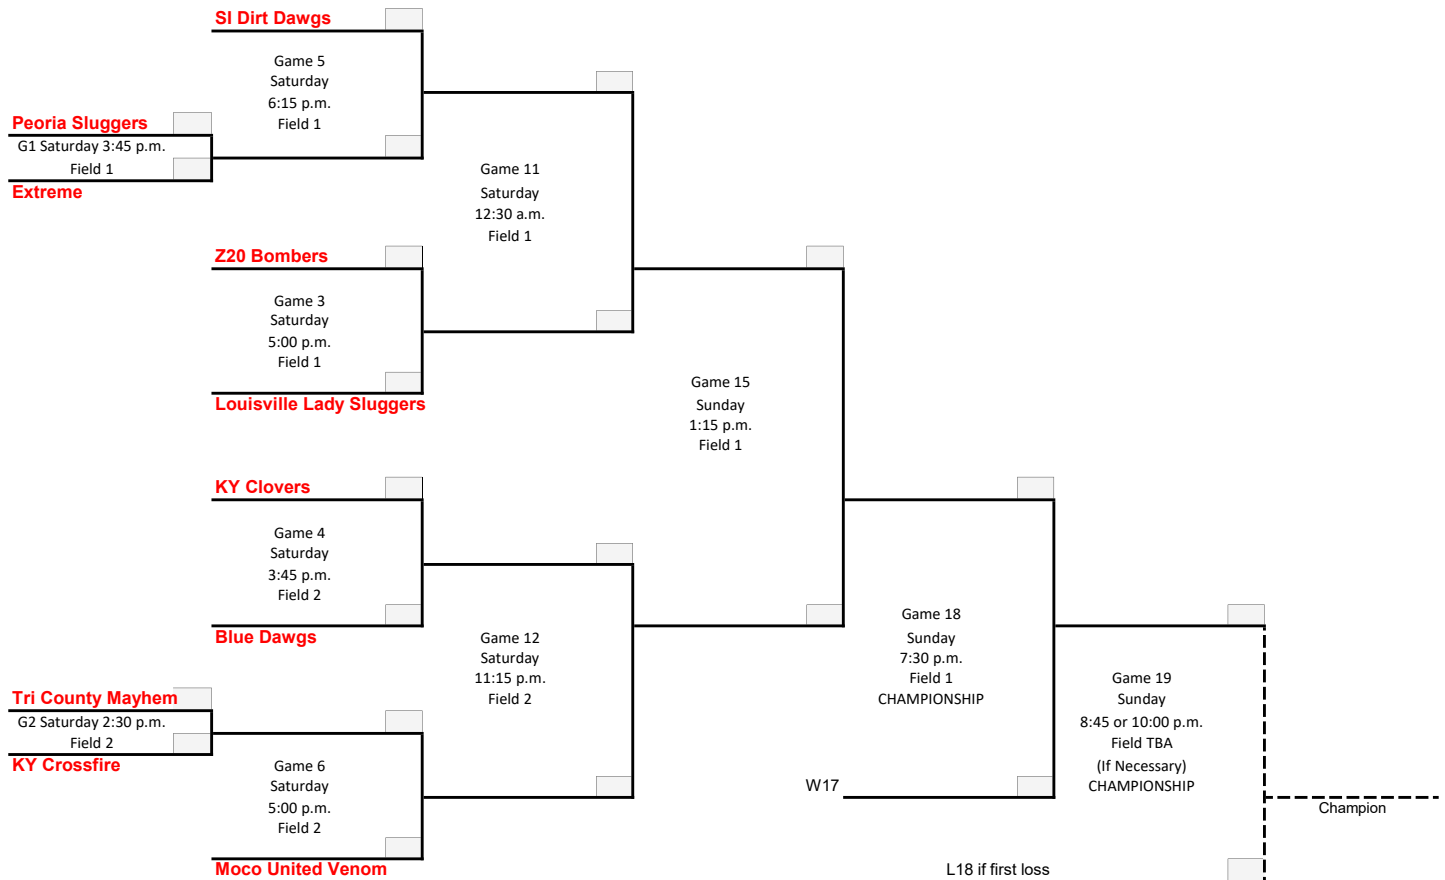 SI Dirt Dawgs
Game 5
Saturday
6:15 p.m.
Field 1
Peoria Sluggers
G1 Saturday 3:45 p.m.
Field 1
Extreme
Game 11
Saturday
12:30 a.m.
Field 1
Z20 Bombers
Game 3
Saturday
5:00 p.m.
Field 1
Louisville Lady Sluggers
Game 15
Sunday
1:15 p.m.
Field 1
KY Clovers
Game 4
Saturday
3:45 p.m.
Field 2
Blue Dawgs
Game 12
Saturday
11:15 p.m.
Field 2
Tri County Mayhem
G2 Saturday 2:30 p.m.
Field 2
KY Crossfire
Game 6
Saturday
5:00 p.m.
Field 2
Moco United Venom
Game 18
Sunday
7:30 p.m.
Field 1
CHAMPIONSHIP
W17
Game 19
Sunday
8:45 or 10:00 p.m.
Field TBA
(If Necessary)
CHAMPIONSHIP
Champion
L18 if first loss